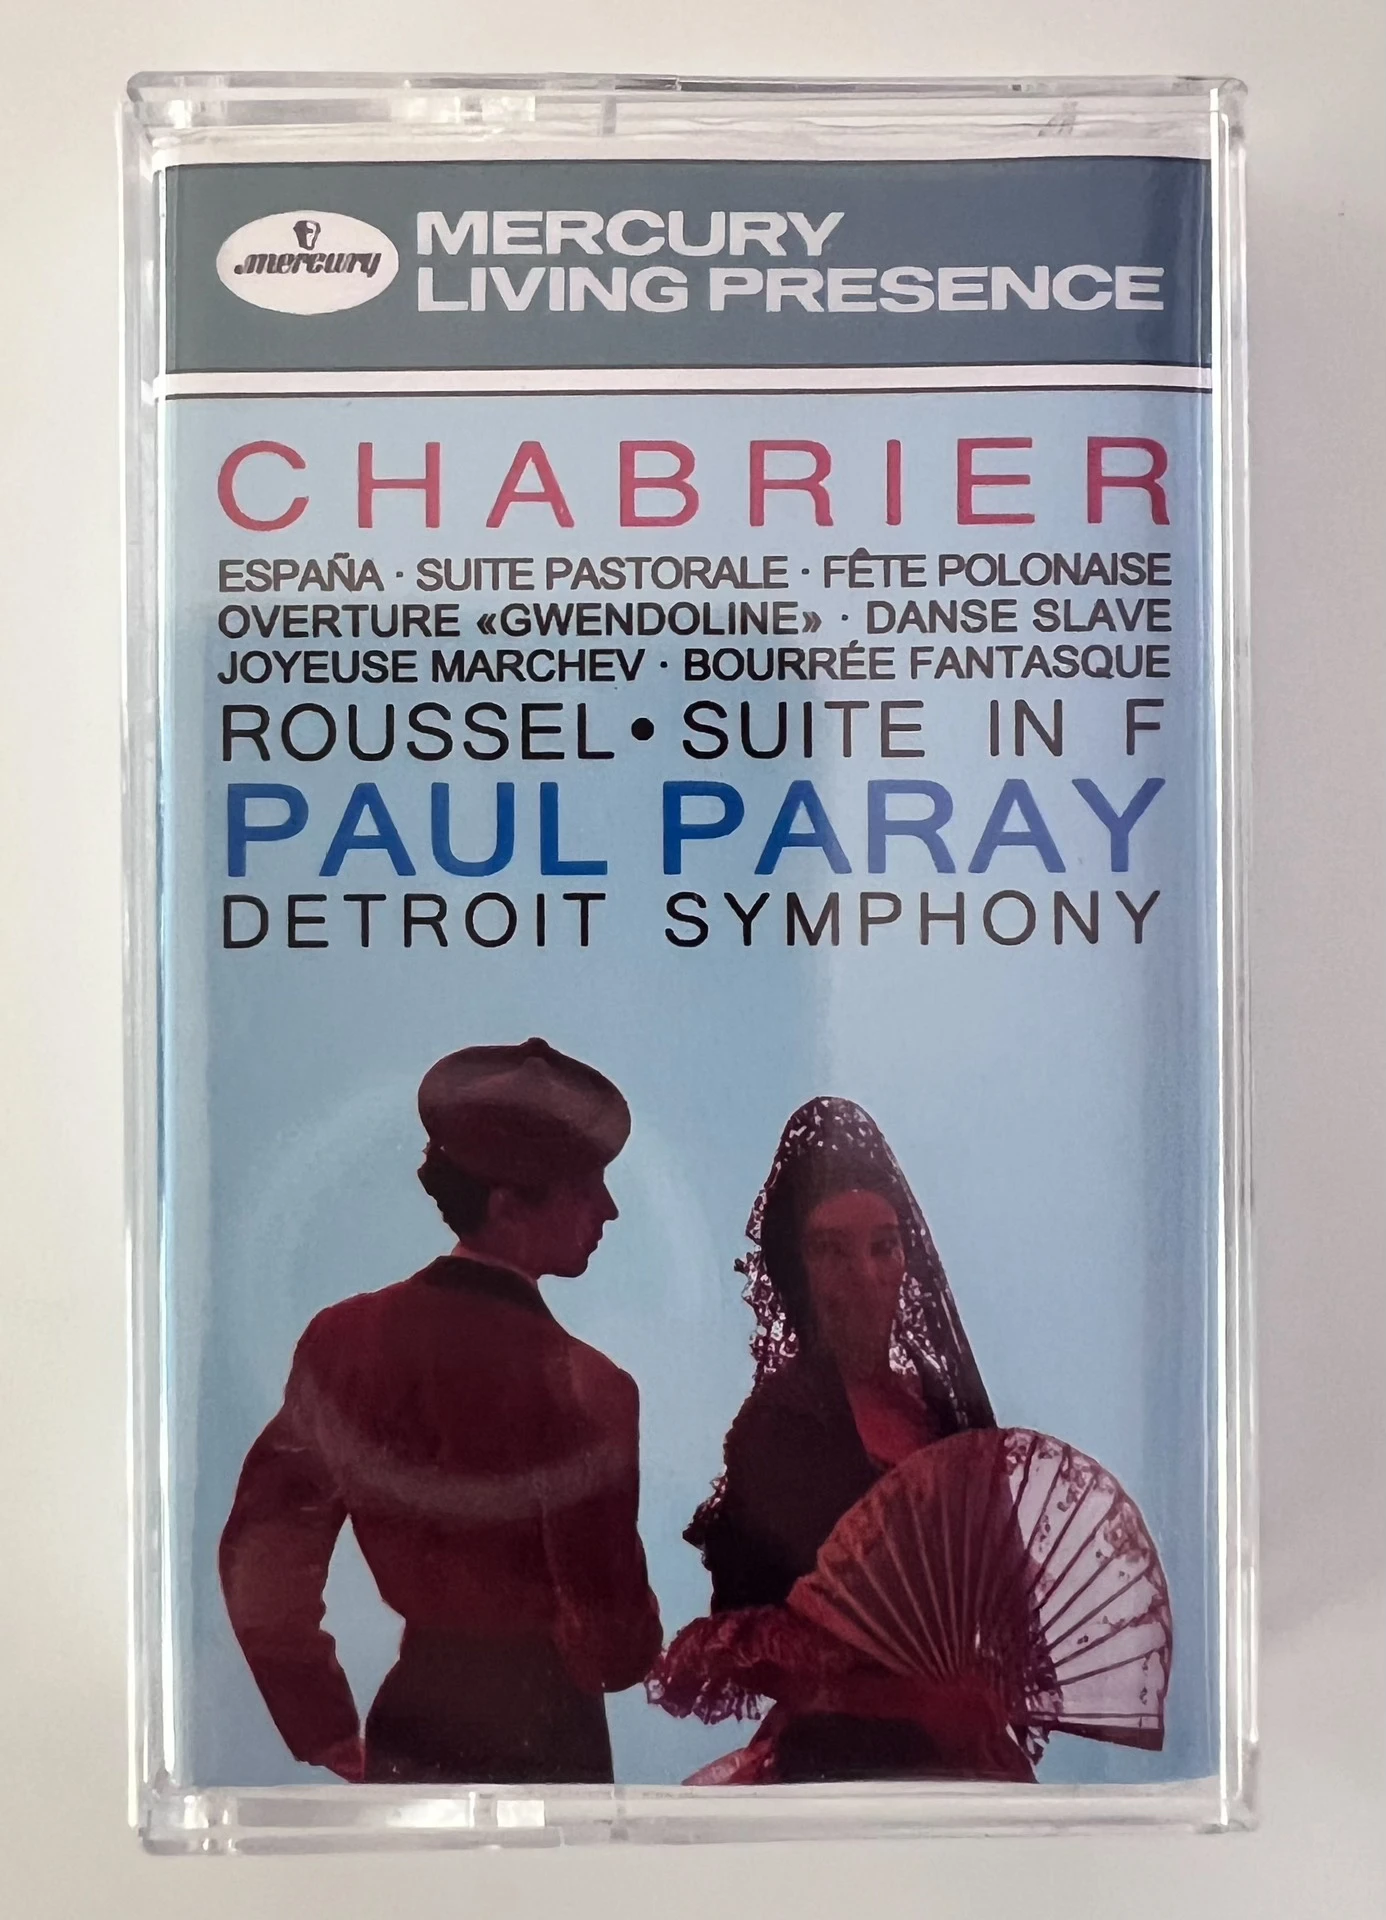 mercury
MERCURY
LIVING PRESENCE
CHABRIER
ESPAÑA · SUITE PASTORALE · FÊTE POLONAISE
OVERTURE «GWENDOLINE» · DANSE SLAVE
JOYEUSE MARCHEV · BOURRÉE FANTASQUE
ROUSSEL • SUITE IN F
PAUL PARAY
DETROIT SYMPHONY